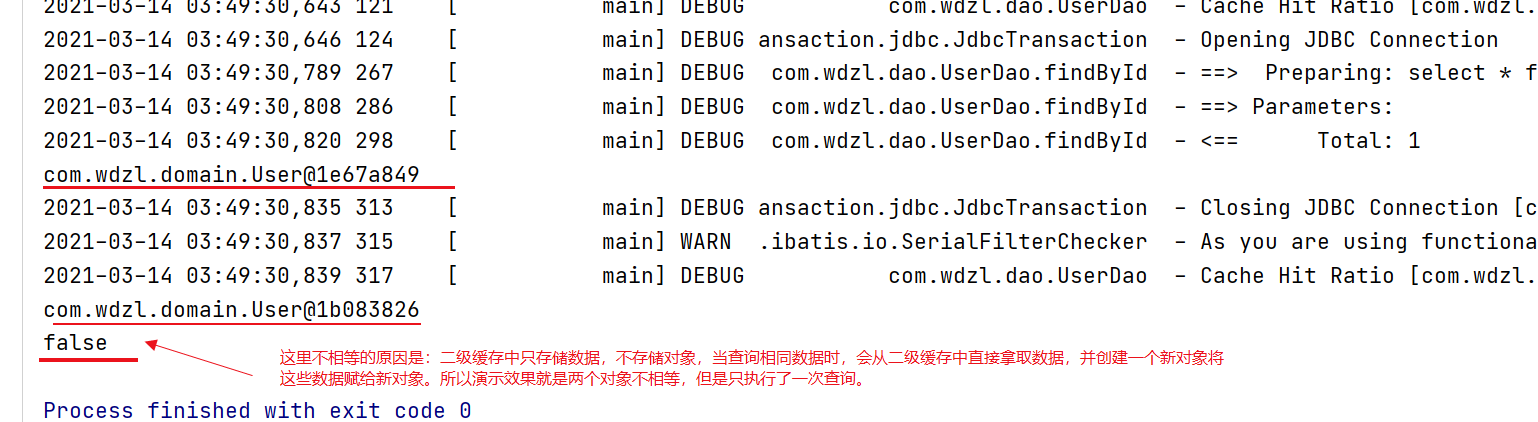 2021-03-14 03:49:30,643 121    [           main] DEBUG          com.wdzl.dao.UserDao  - Cache Hit Ratio [com.wdzl.
2021-03-14 03:49:30,646 124    [           main] DEBUG ansaction.jdbc.JdbcTransaction  - Opening JDBC Connection
2021-03-14 03:49:30,789 267    [           main] DEBUG  com.wdzl.dao.UserDao.findById  - ==>  Preparing: select * f
2021-03-14 03:49:30,808 286    [           main] DEBUG  com.wdzl.dao.UserDao.findById  - ==> Parameters:
2021-03-14 03:49:30,820 298    [           main] DEBUG  com.wdzl.dao.UserDao.findById  - <==      Total: 1
com.wdzl.domain.User@1e67a849
2021-03-14 03:49:30,835 313    [           main] DEBUG ansaction.jdbc.JdbcTransaction  - Closing JDBC Connection [c
2021-03-14 03:49:30,837 315    [           main] WARN  .ibatis.io.SerialFilterChecker  - As you are using functiona
2021-03-14 03:49:30,839 317    [           main] DEBUG          com.wdzl.dao.UserDao  - Cache Hit Ratio [com.wdzl.
com.wdzl.domain.User@1b083826
false
这里不相等的原因是：二级缓存中只存储数据，不存储对象，当查询相同数据时，会从二级缓存中直接拿取数据，并创建一个新对象将
这些数据赋给新对象。所以演示效果就是两个对象不相等，但是只执行了一次查询。
Process finished with exit code 0